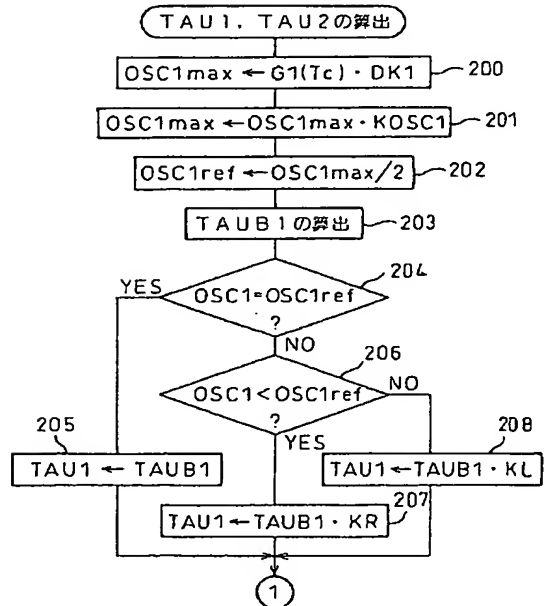 TAU1, TAU2の算出
OSC1max ← G1(Tc)・DK1
200
OSC1max ← OSC1max・KOSC1
201
OSC1ref ← OSC1max/2
202
TAUB1の算出
203
204
YES
OSC1=OSC1ref
?
NO
206
OSC1<OSC1ref
?
NO
YES
205
TAU1 ← TAUB1
208
TAU1←TAUB1・KL
207
TAU1←TAUB1・KR
1